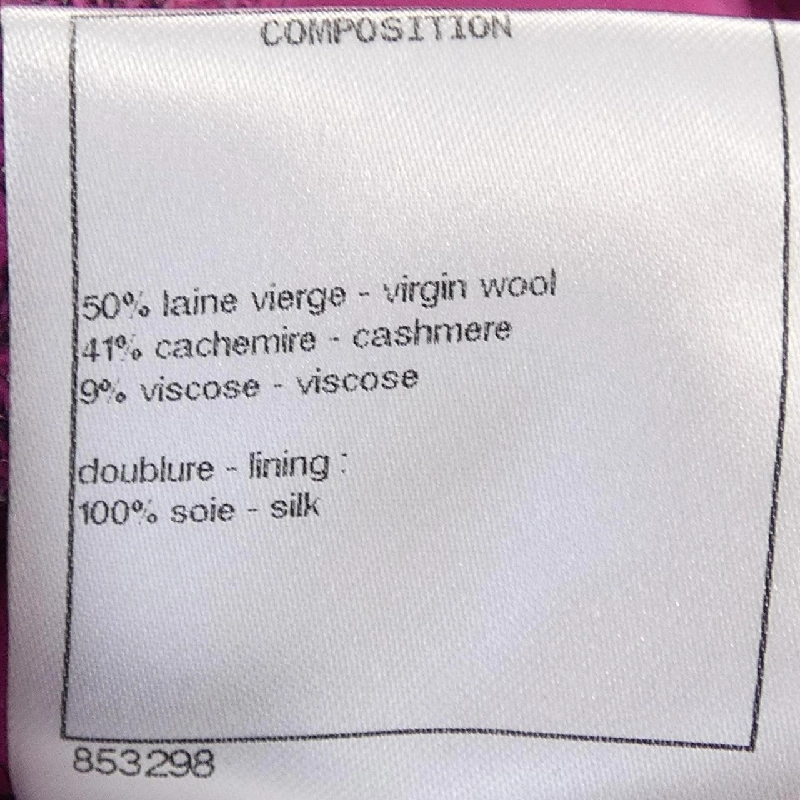 COMPOSITION
50% laine vierge - virgin wool
41% cachemire - cashmere
9% viscose - viscose
doublure - lining :
100% soie - silk
853298